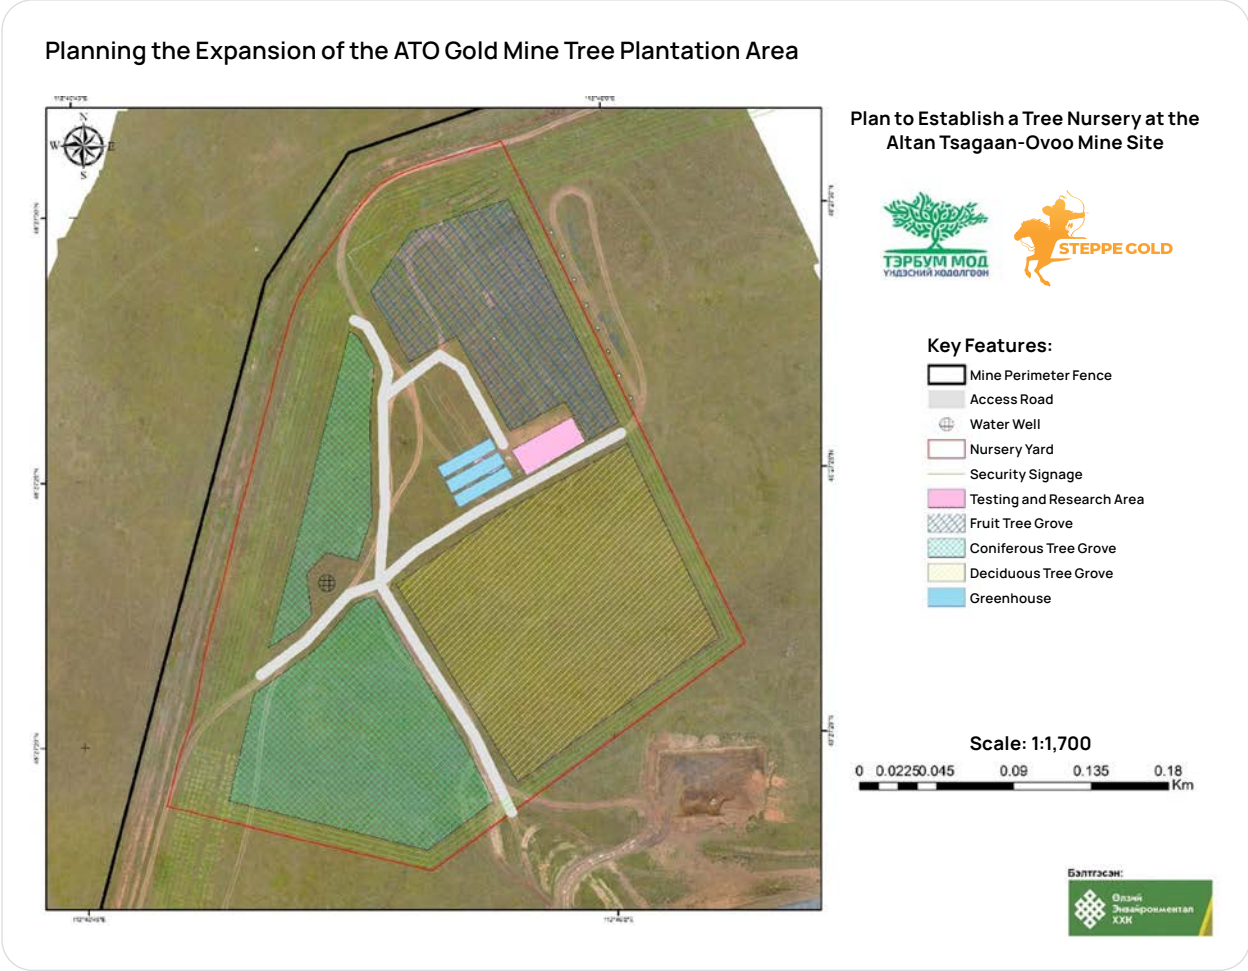 Planning the Expansion of the ATO Gold Mine Tree Plantation Area
N
W
E
S
Plan to Establish a Tree Nursery at the
Altan Tsagaan-Ovoo Mine Site
ТЭРБУМ МОД
ҮНДЭСНИЙ ХӨДӨЛГӨӨН
STEPPE GOLD
Key Features:
Mine Perimeter Fence
Access Road
Water Well
Nursery Yard
Security Signage
Testing and Research Area
Fruit Tree Grove
Coniferous Tree Grove
Deciduous Tree Grove
Greenhouse
Scale: 1:1,700
0 0.0225 0.045 0.09 0.135 0.18
Km
Бэлтгэсэн:
Өлзий
Энвайронментал
ХХК